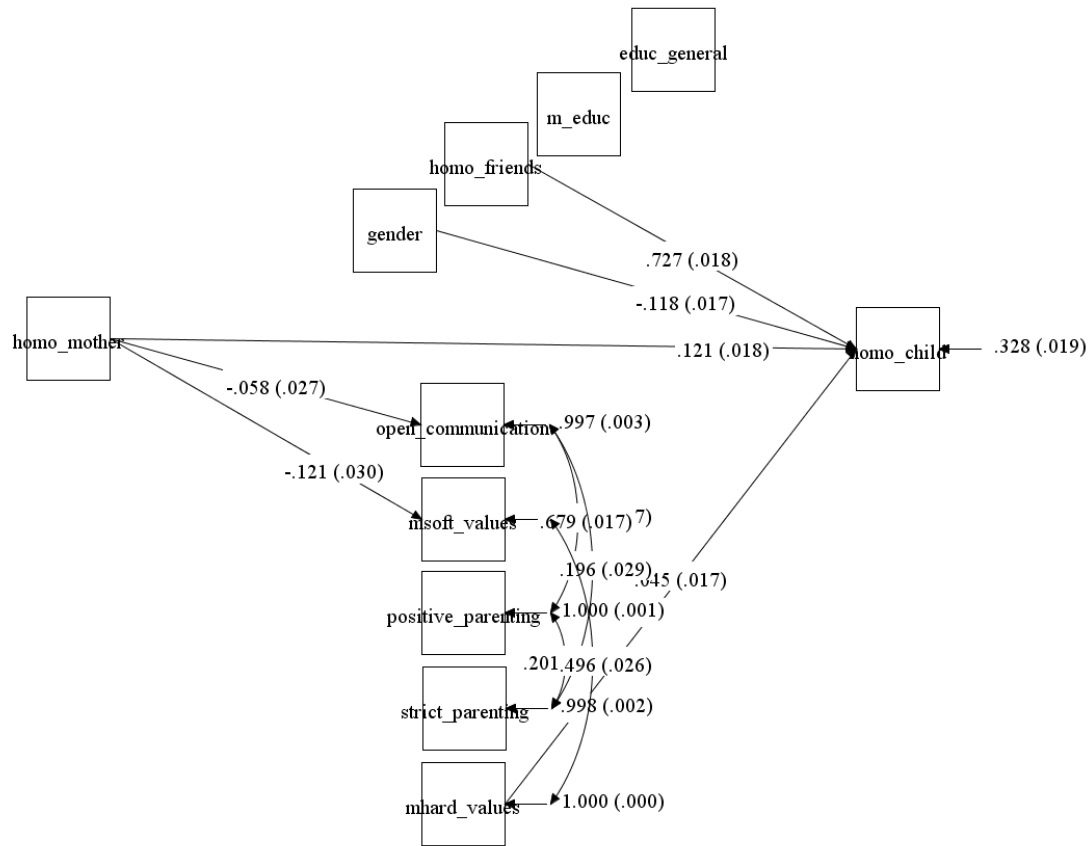 educ_general
m_educ
homo_friends
gender
.727 (.018)
-.118 (.017)
homo_mother
.121 (.018)
homo_child
.328 (.019)
-.058 (.027)
open_communication
.997 (.003)
-.121 (.030)
msoft_values
.679 (.017)
7)
.196 (.029)
.045 (.017)
positive_parenting
1.000 (.001)
.201
.496 (.026)
strict_parenting
.998 (.002)
mhard_values
1.000 (.000)